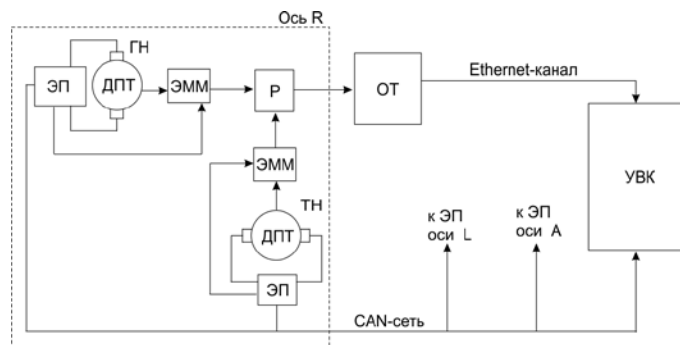 Ось R
ГН
ЭП
ДПТ
ЭММ
Р
ОТ
Ethernet-канал
УВК
ЭММ
ТН
ДПТ
ЭП
к ЭП
оси L
к ЭП
оси A
CAN-сеть